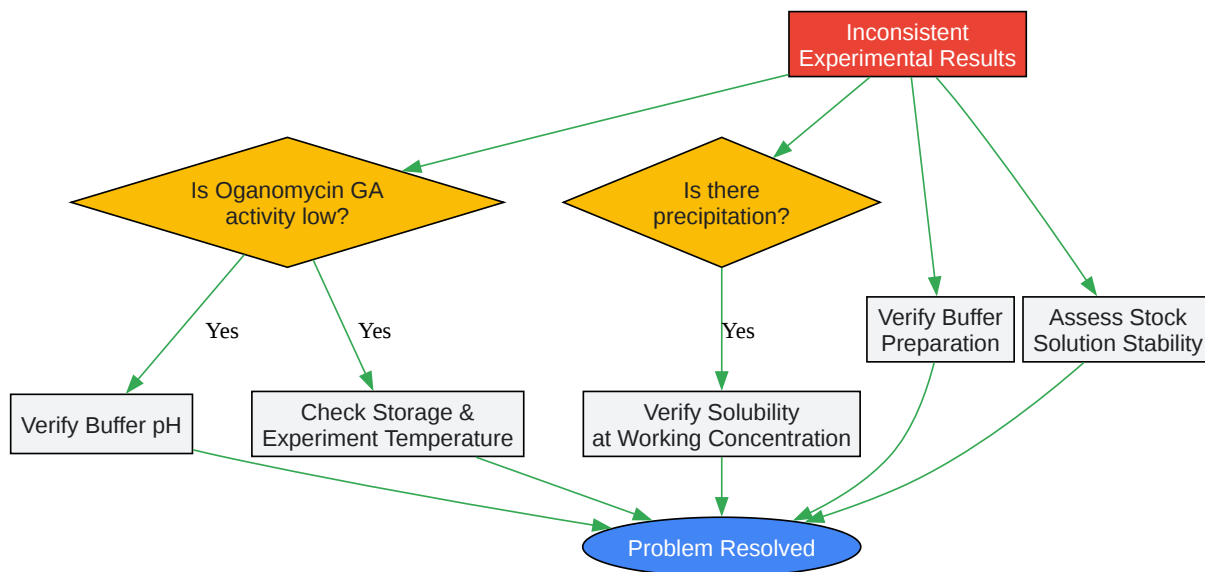 Inconsistent
Experimental Results
Is Oganomycin GA
activity low?
Is there
precipitation?
Yes
Yes
Yes
Verify Buffer
Preparation
Assess Stock
Solution Stability
Verify Buffer pH
Check Storage &
Experiment Temperature
Verify Solubility
at Working Concentration
Problem Resolved